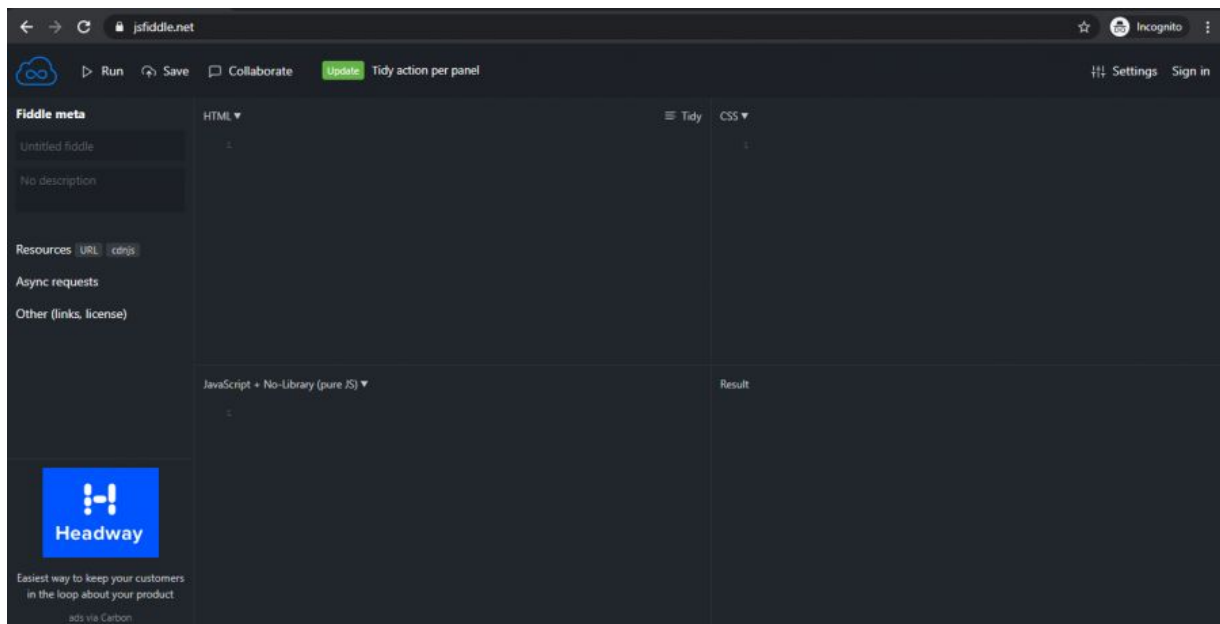 jsfiddle.net
Incognito
Run Save Collaborate Update Tidy action per panel Settings Sign in
Fiddle meta
Untitled fiddle
No description
Resources URL cdnjs
Async requests
Other (links, license)
Headway
Easiest way to keep your customers
in the loop about your product
ads via Carbon
HTML ▼
Tidy
1
CSS ▼
1
JavaScript + No-Library (pure JS) ▼
1
Result